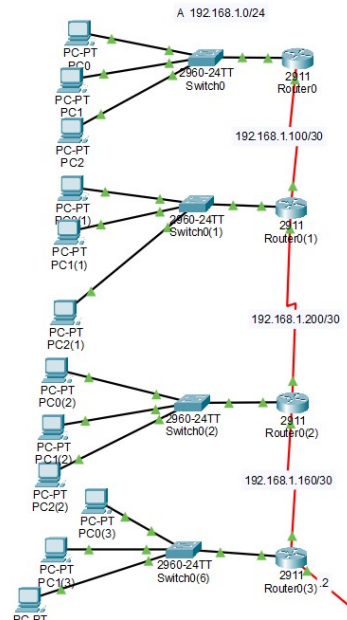 A 192.168.1.0/24
PC-PT
PC0
2960-24TT
Switch0
2911
Router0
PC-PT
PC1
PC-PT
PC2
192.168.1.100/30
PC-PT
PC0(1)
2960-24TT
Switch0(1)
2911
Router0(1)
PC-PT
PC1(1)
PC-PT
PC2(1)
192.168.1.200/30
PC-PT
PC0(2)
2960-24TT
Switch0(2)
2911
Router0(2)
PC-PT
PC1(2)
PC-PT
PC2(2)
192.168.1.160/30
PC-PT
PC0(3)
PC-PT
PC1(3)
2960-24TT
Switch0(6)
2911
Router0(3)
.2
PC-PT